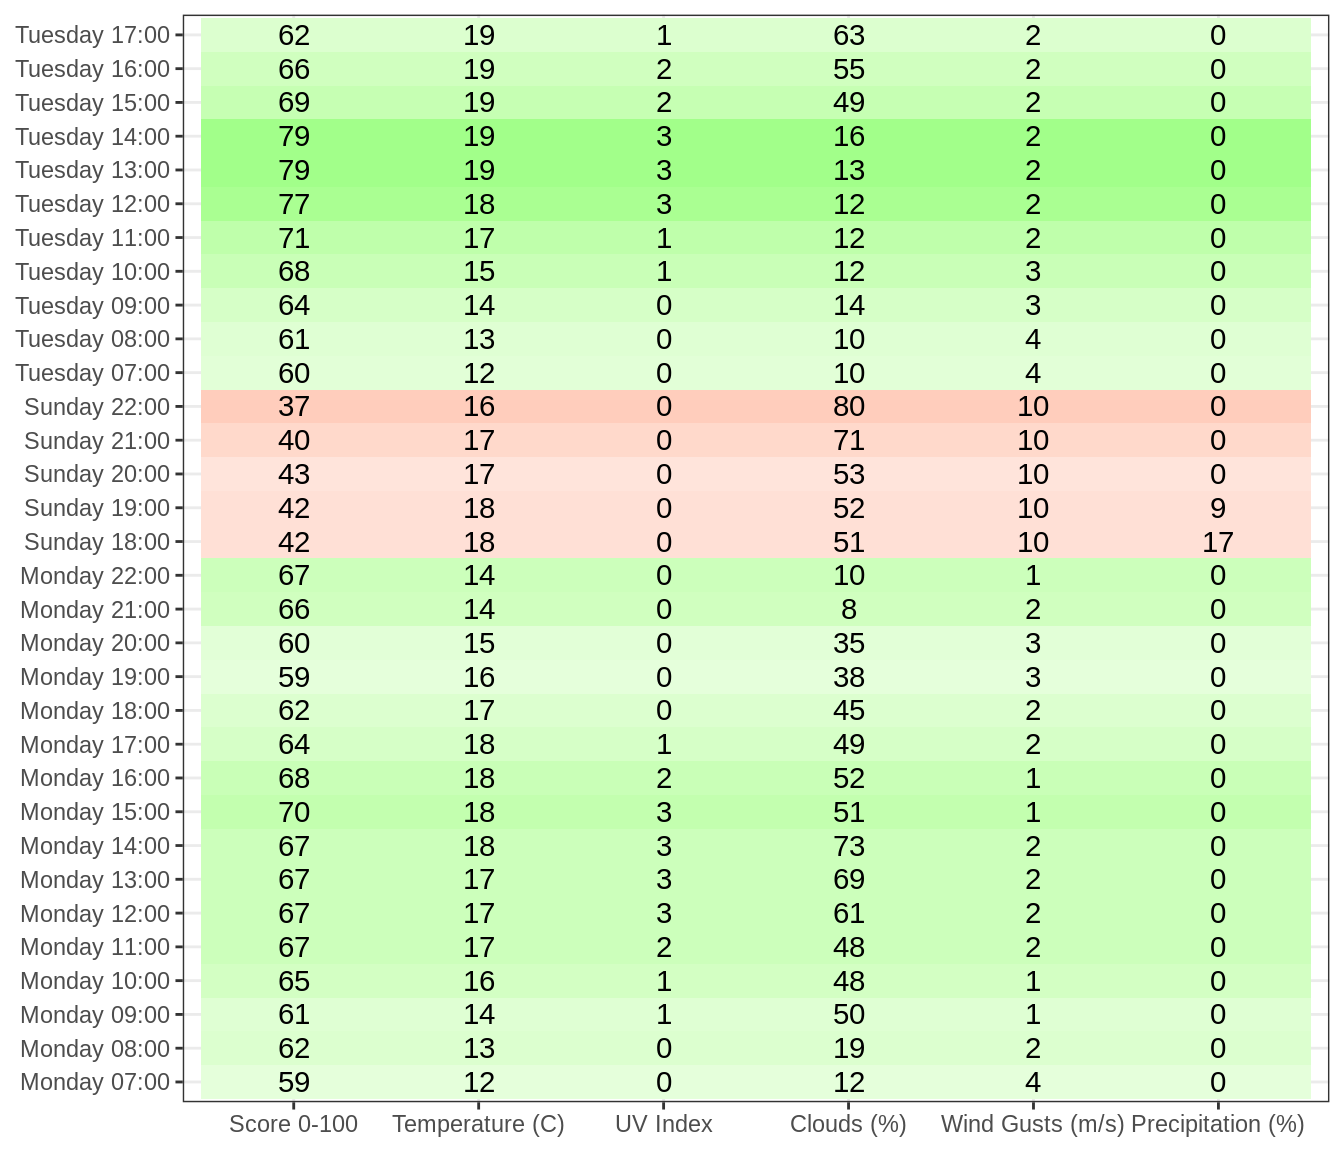 Tuesday 17:00 62 19 1 63 2 0
Tuesday 16:00 66 19 2 55 2 0
Tuesday 15:00 69 19 2 49 2 0
Tuesday 14:00 79 19 3 16 2 0
Tuesday 13:00 79 19 3 13 2 0
Tuesday 12:00 77 18 3 12 2 0
Tuesday 11:00 71 17 1 12 2 0
Tuesday 10:00 68 15 1 12 3 0
Tuesday 09:00 64 14 0 14 3 0
Tuesday 08:00 61 13 0 10 4 0
Tuesday 07:00 60 12 0 10 4 0
Sunday 22:00 37 16 0 80 10 0
Sunday 21:00 40 17 0 71 10 0
Sunday 20:00 43 17 0 53 10 0
Sunday 19:00 42 18 0 52 10 9
Sunday 18:00 42 18 0 51 10 17
Monday 22:00 67 14 0 10 1 0
Monday 21:00 66 14 0 8 2 0
Monday 20:00 60 15 0 35 3 0
Monday 19:00 59 16 0 38 3 0
Monday 18:00 62 17 0 45 2 0
Monday 17:00 64 18 1 49 2 0
Monday 16:00 68 18 2 52 1 0
Monday 15:00 70 18 3 51 1 0
Monday 14:00 67 18 3 73 2 0
Monday 13:00 67 17 3 69 2 0
Monday 12:00 67 17 3 61 2 0
Monday 11:00 67 17 2 48 2 0
Monday 10:00 65 16 1 48 1 0
Monday 09:00 61 14 1 50 1 0
Monday 08:00 62 13 0 19 2 0
Monday 07:00 59 12 0 12 4 0
Score 0-100 Temperature (C) UV Index Clouds (%) Wind Gusts (m/s) Precipitation (%)